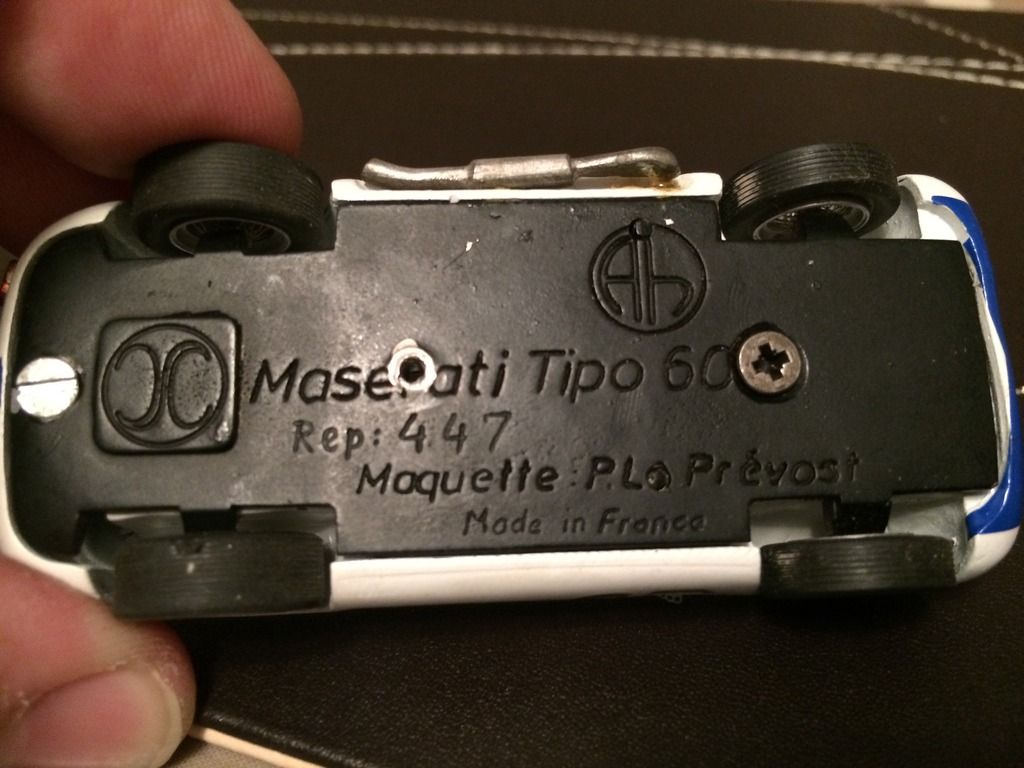 Maserati Tipo 60
Rep: 447
Maquette: P.La Prévost
Made in France